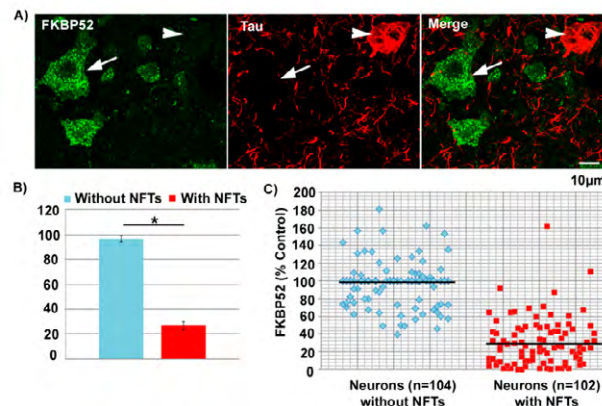 A)
FKBP52
Tau
Merge
10µm
B)
Without NFTs
With NFTs
*
100
80
60
40
20
0
C)
FKBP52 (% Control)
200
180
160
140
120
100
80
60
40
20
0
Neurons (n=104)
without NFTs
Neurons (n=102)
with NFTs